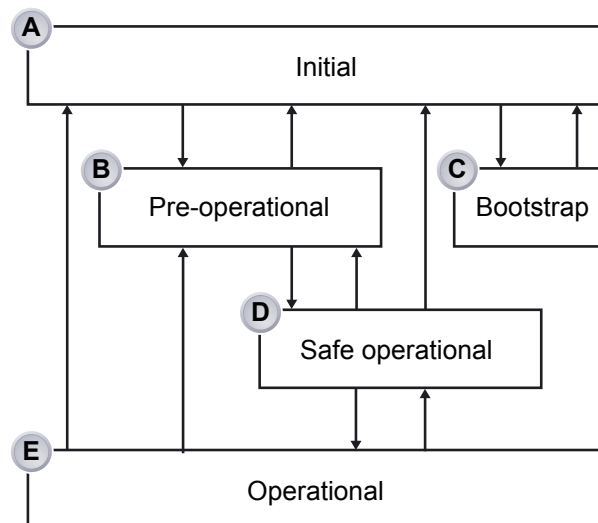 A
Initial
B
Pre-operational
C
Bootstrap
D
Safe operational
E
Operational